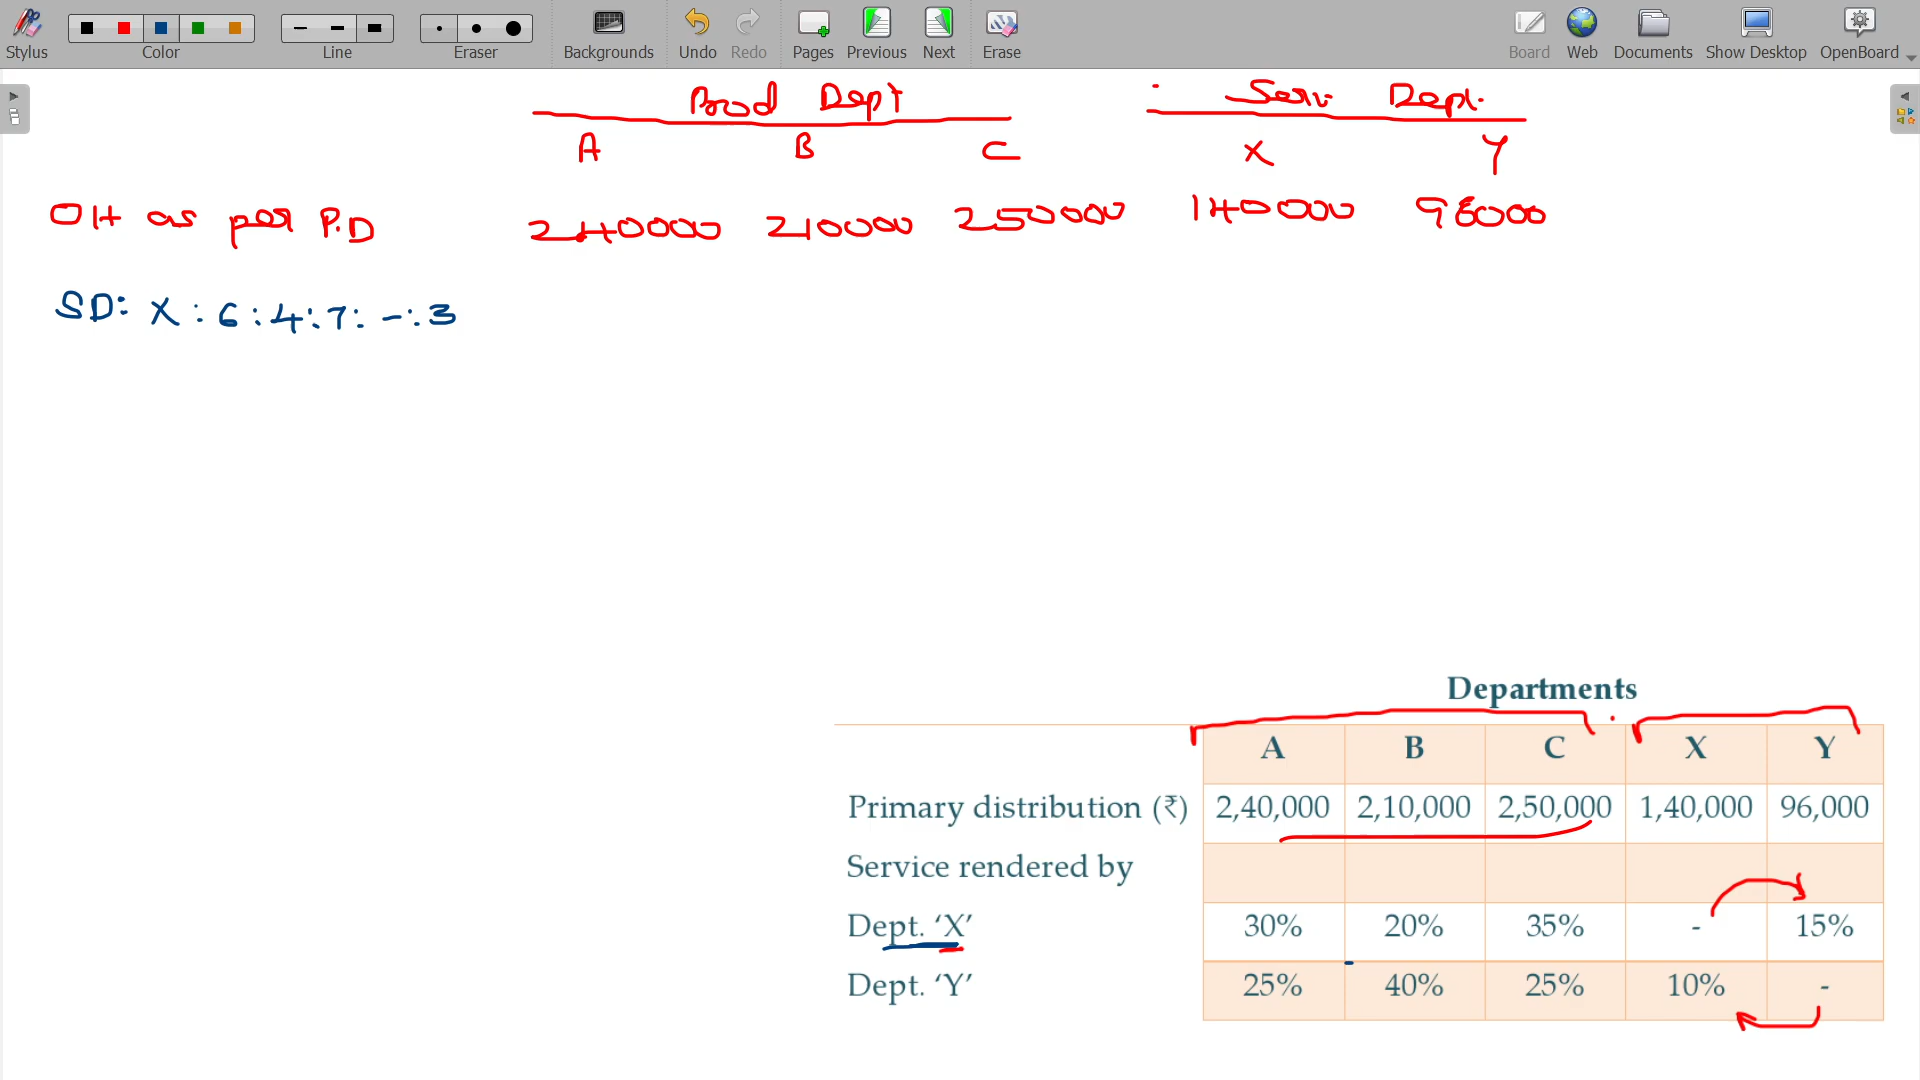 Stylus Color Line Eraser Backgrounds Undo Redo Pages Previous Next Erase Board Web Documents Show Desktop OpenBoard
Prod Dept Serv. Dept.
A B C X Y
OH as per P.D 240000 210000 250000 140000 96000
SD: X : 6 : 4 : 7 : - : 3
Departments
A B C X Y
Primary distribution (₹) 2,40,000 2,10,000 2,50,000 1,40,000 96,000
Service rendered by
Dept. ‘X’ 30% 20% 35% - 15%
Dept. ‘Y’ 25% 40% 25% 10% -